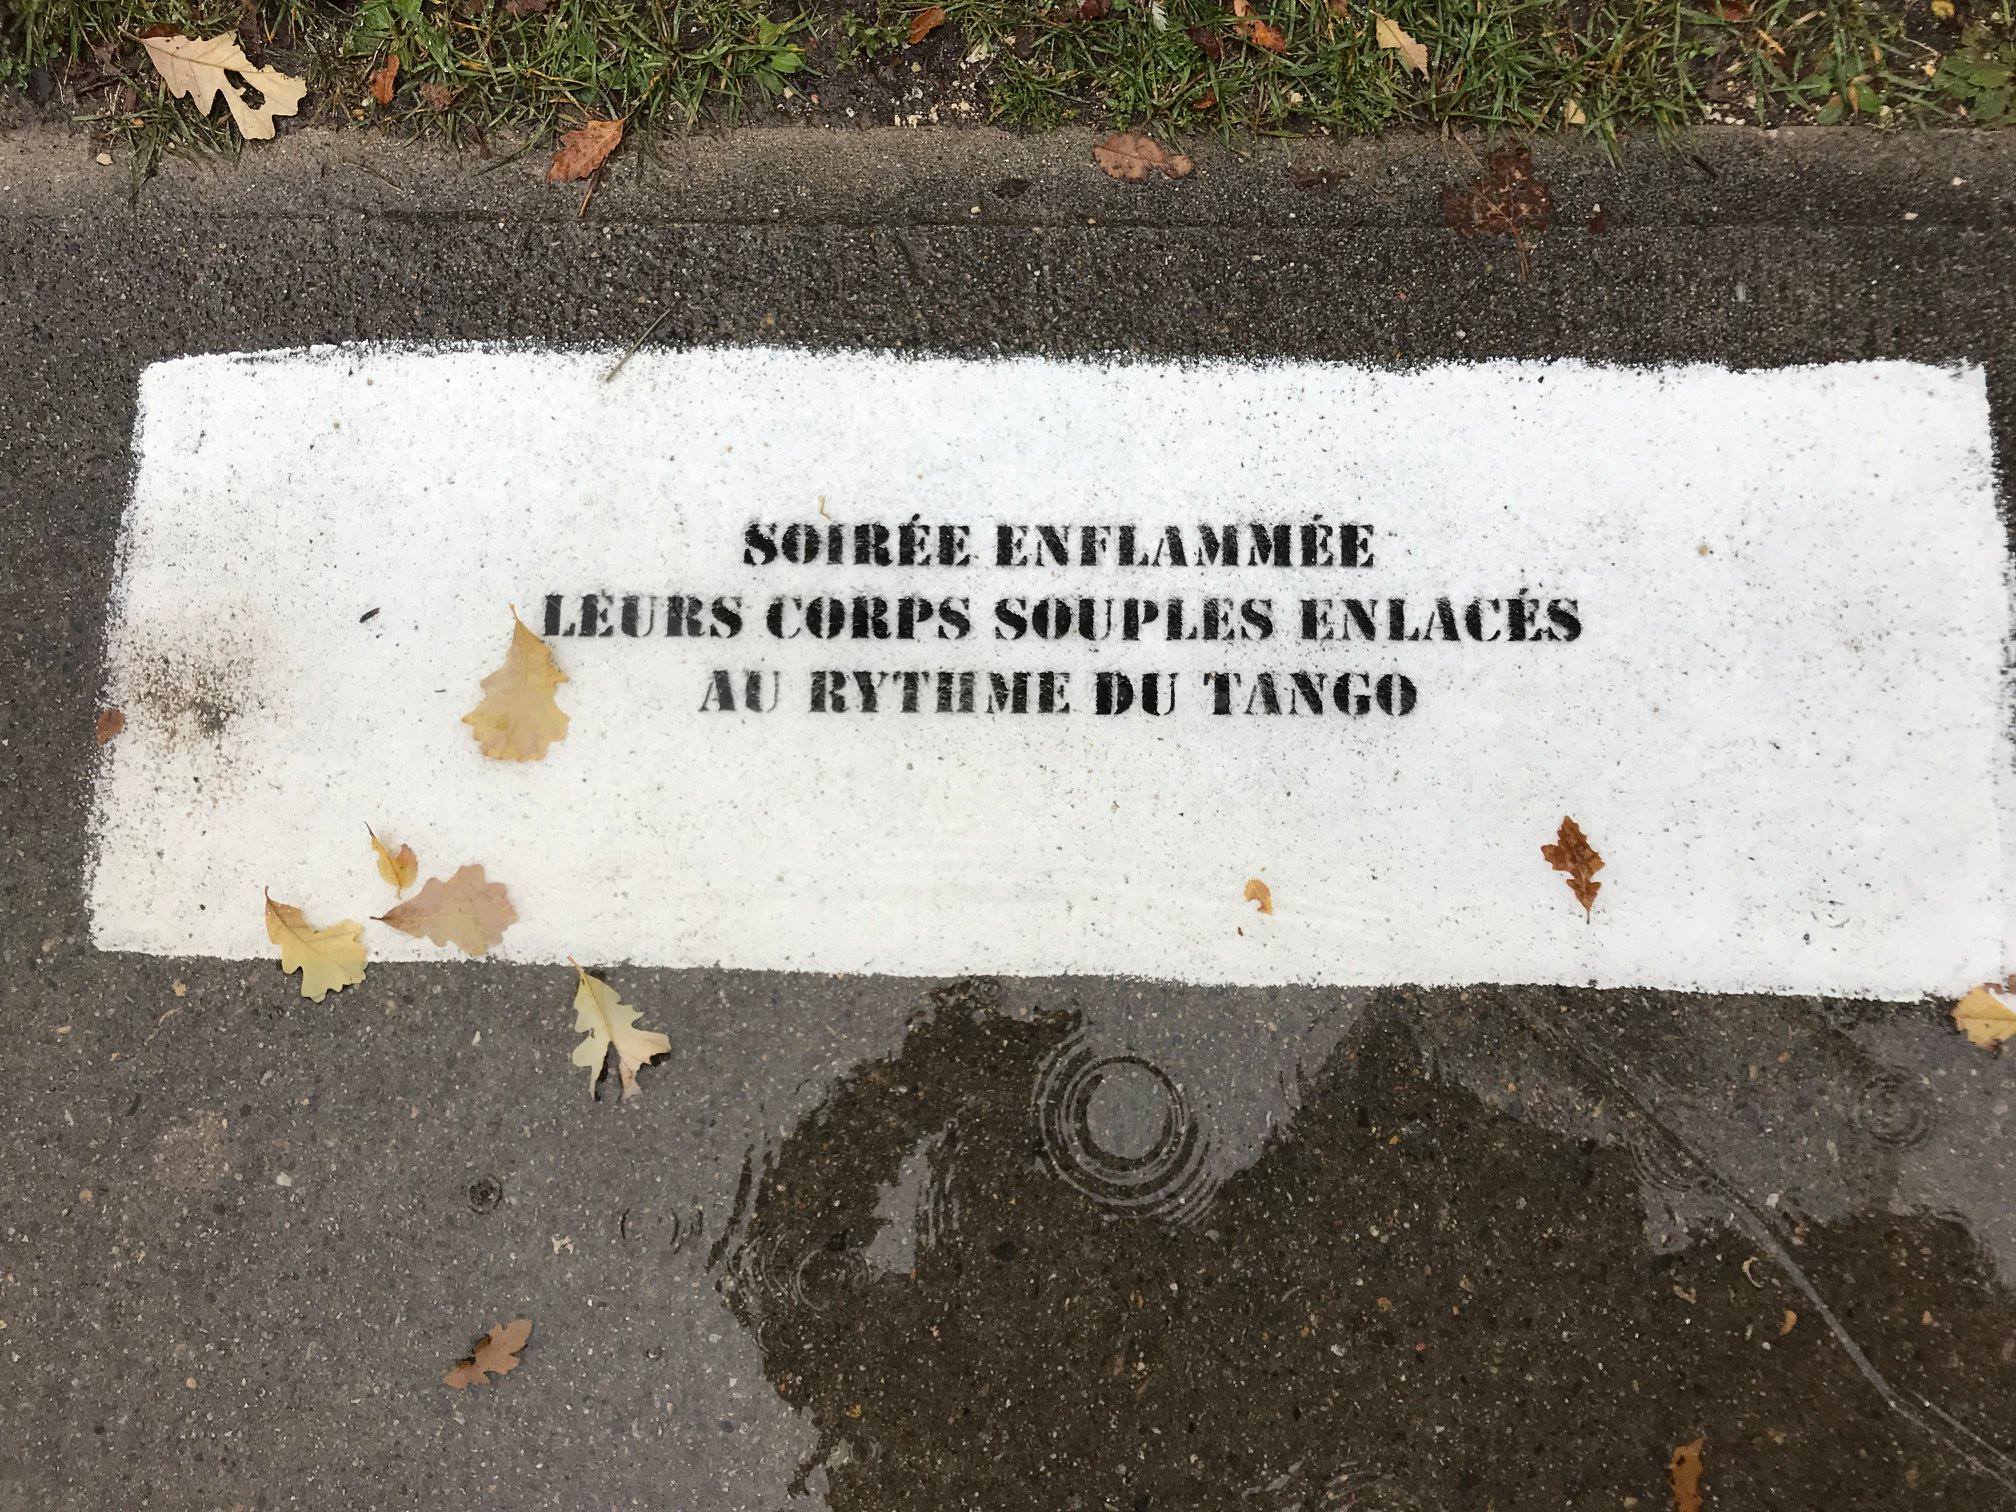 SOIRÉE ENFLAMMÉE
LEURS CORPS SOUPLES ENLACÉS
AU RYTHME DU TANGO